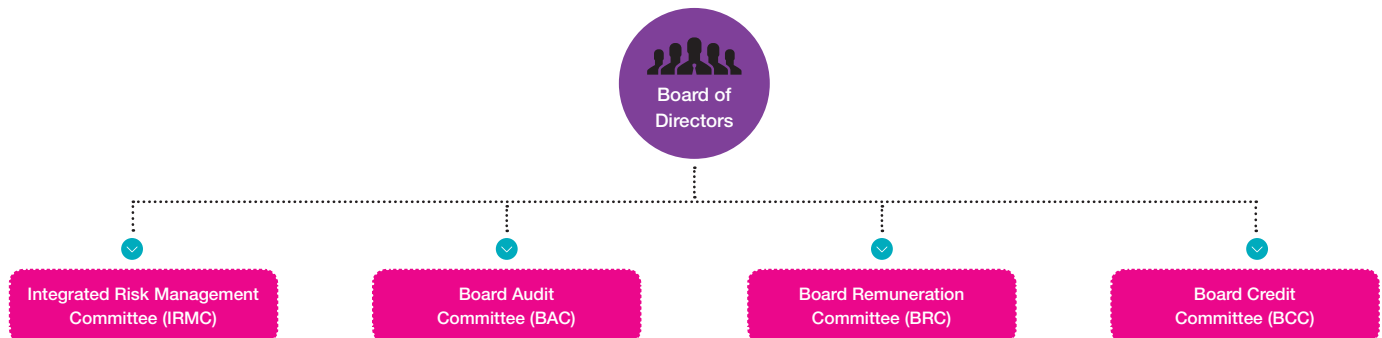 Board of
Directors
Integrated Risk Management
Committee (IRMC)
Board Audit
Committee (BAC)
Board Remuneration
Committee (BRC)
Board Credit
Committee (BCC)